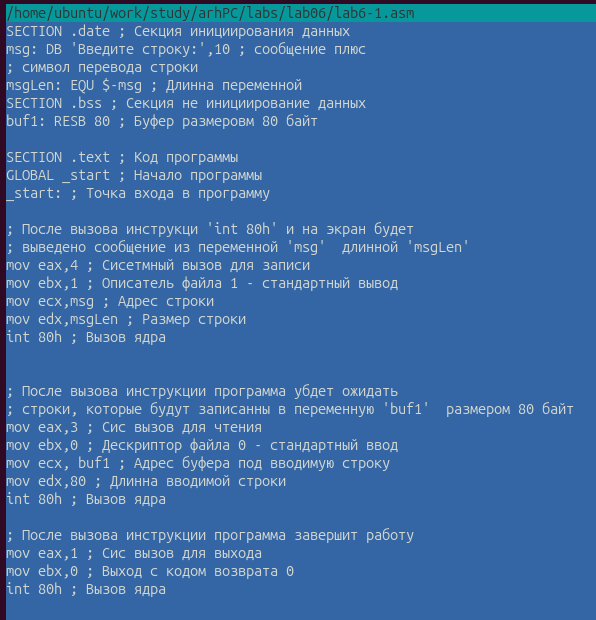 /home/ubuntu/work/study/arhPC/labs/lab06/lab6-1.asm
SECTION .date ; Секция инициирования данных
msg: DB 'Введите строку:',10 ; сообщение плюс
; символ перевода строки
msgLen: EQU $-msg ; Длинна переменной
SECTION .bss ; Секция не инициирование данных
buf1: RESB 80 ; Буфер размеровм 80 байт
SECTION .text ; Код программы
GLOBAL _start ; Начало программы
_start: ; Точка входа в программу
; После вызова инструкци 'int 80h' и на экран будет
; выведено сообщение из переменной 'msg'  длинной 'msgLen'
mov eax,4 ; Сисетмный вызов для записи
mov ebx,1 ; Описатель файла 1 - стандартный вывод
mov ecx,msg ; Адрес строки
mov edx,msgLen ; Размер строки
int 80h ; Вызов ядра
; После вызова инструкции программа убдет ожидать
; строки, которые будут записанны в переменную 'buf1'  размером 80 байт
mov eax,3 ; Сис вызов для чтения
mov ebx,0 ; Дескриптор файла 0 - стандартный ввод
mov ecx, buf1 ; Адрес буфера под вводимую строку
mov edx,80 ; Длинна вводимой строки
int 80h ; Вызов ядра
; После вызова инструкции программа завершит работу
mov eax,1 ; Сис вызов для выхода
mov ebx,0 ; Выход с кодом возврата 0
int 80h ; Вызов ядра